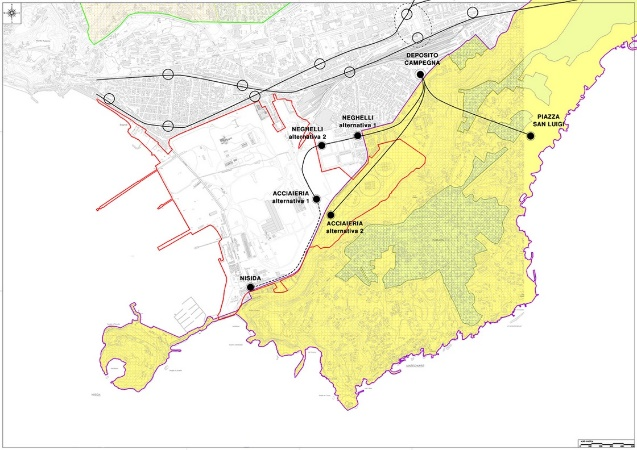 DEPOSITO
CAMPEGNA
NEGHELLI
alternativa 1
PIAZZA
SAN LUIGI
NEGHELLI
alternativa 2
ACCIAIERIA
alternativa 1
ACCIAIERIA
alternativa 2
NISIDA